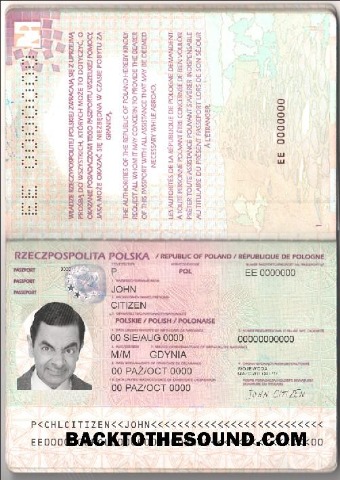 EE 0000000
WŁADZE RZECZYPOSPOLITEJ POLSKIEJ ZWRACAJĄ SIĘ Z UPRZEJMĄ
PROŚBĄ DO WSZYSTKICH, KTÓRYCH MOŻE TO DOTYCZYĆ, O
OKAZANIE POSIADACZOWI TEGO PASZPORTU WSZELKIEJ POMOCY,
JAKA MOŻE OKAZAĆ SIĘ NIEZBĘDNA W CZASIE POBYTU ZA
GRANICĄ.
THE AUTHORITIES OF THE REPUBLIC OF POLAND HEREBY KINDLY
REQUEST ALL WHOM IT MAY CONCERN TO PROVIDE THE BEARER
OF THIS PASSPORT WITH ALL ASSISTANCE THAT MAY BE DEEMED
NECESSARY WHILE ABROAD.
LES AUTORITÉS DE LA RÉPUBLIQUE DE POLOGNE DEMANDENT
À TOUTE PERSONNE POUVANT ÊTRE CONCERNÉE DE BIEN VOULOIR
PRÊTER TOUTE ASSISTANCE POUVANT S'AVÉRER INDISPENSABLE
AU TITULAIRE DU PRÉSENT PASSEPORT LORS DE SON SÉJOUR
À L'ÉTRANGER.
EE 0000000
RZECZPOSPOLITA POLSKA / REPUBLIC OF POLAND / RÉPUBLIQUE DE POLOGNE
P POL EE 0000000
JOHN
CITIZEN
POLSKIE / POLISH / POLONAISE
00 SIE/AUG 0000 00000000000
M/M GDYNIA
00 PAŹ/OCT 0000
00 PAŹ/OCT 0000
JOHN CITIZEN
P<CHLCITIZEN<<JOHN<<<<<<<<<<<<<<<<<<<<<<<<<<
BACKTOTHESOUND.COM